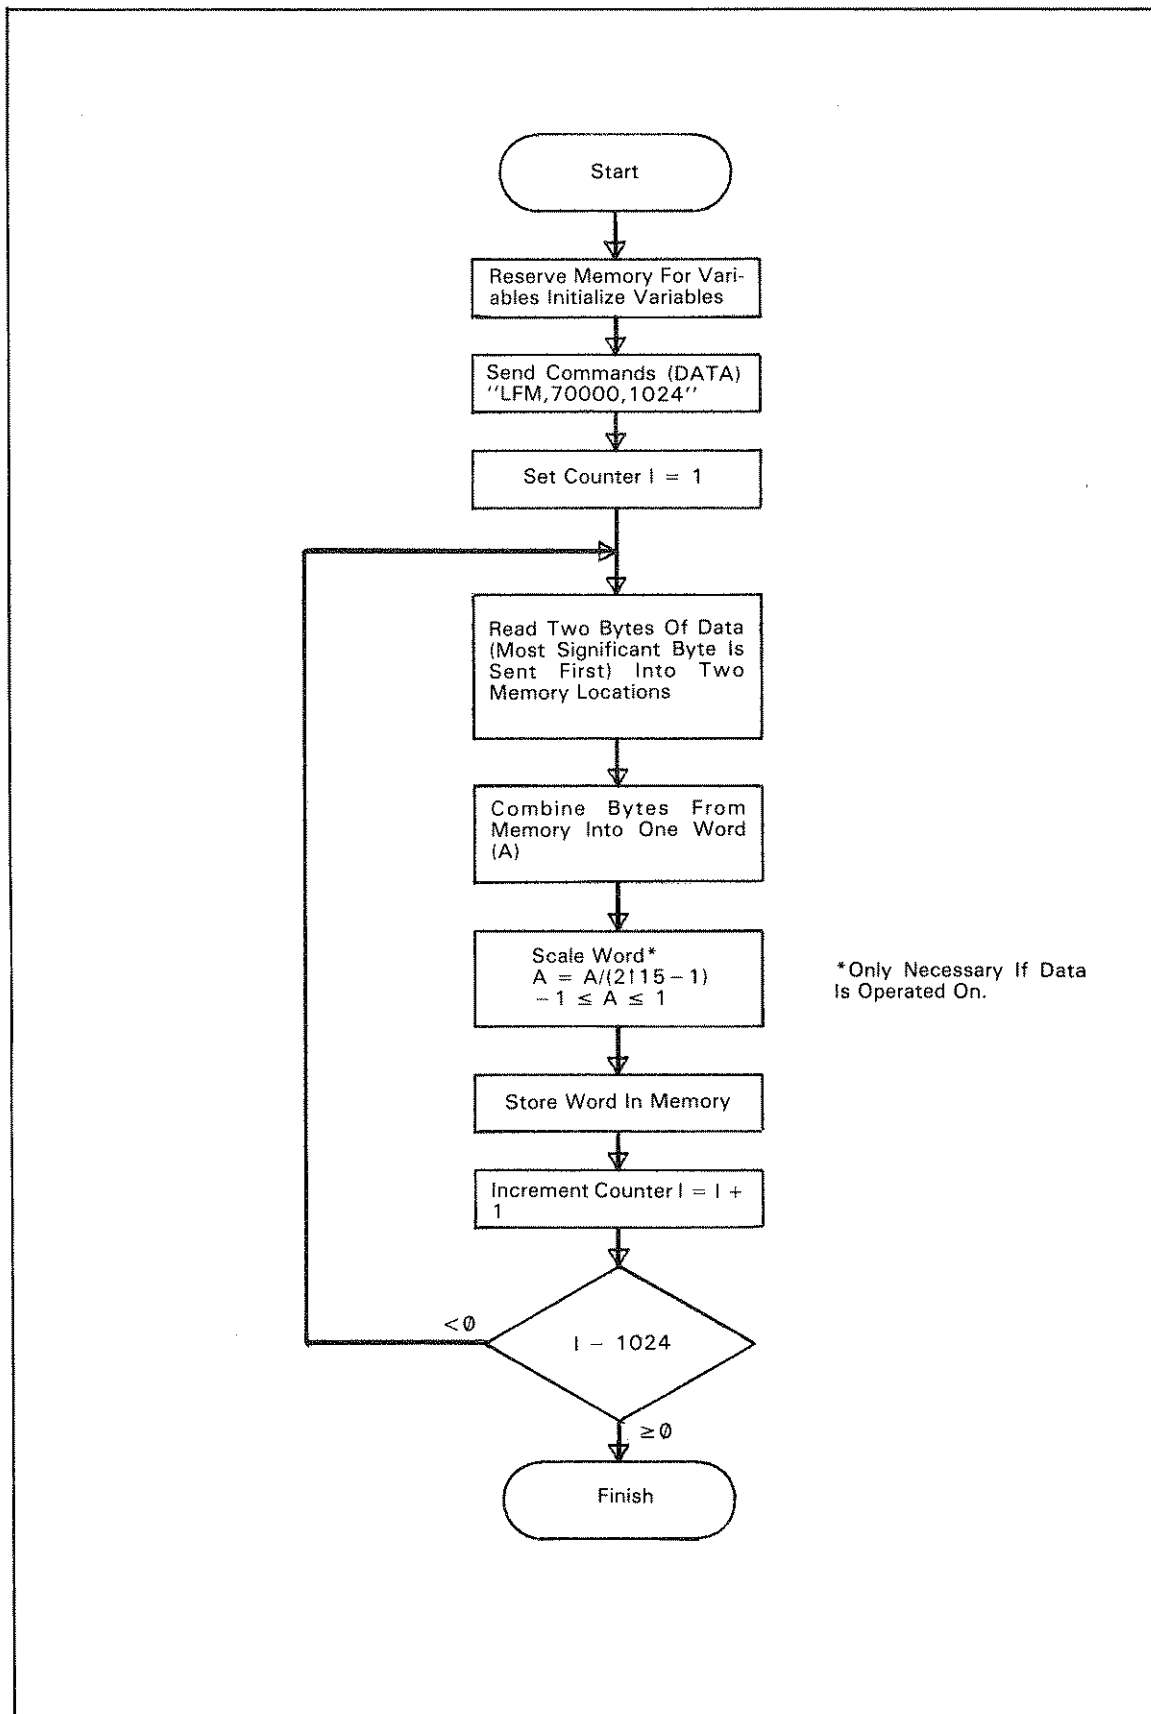 Start
Reserve Memory For Vari-
ables Initialize Variables
Send Commands (DATA)
''LFM,70000,1024''
Set Counter I = 1
Read Two Bytes Of Data
(Most Significant Byte Is
Sent First) Into Two
Memory Locations
Combine Bytes From
Memory Into One Word
(A)
Scale Word*
A = A/(2↑15−1)
−1 ≤ A ≤ 1
*Only Necessary If Data
Is Operated On.
Store Word In Memory
Increment Counter I = I +
1
<0̸
I − 1024
≥0̸
Finish